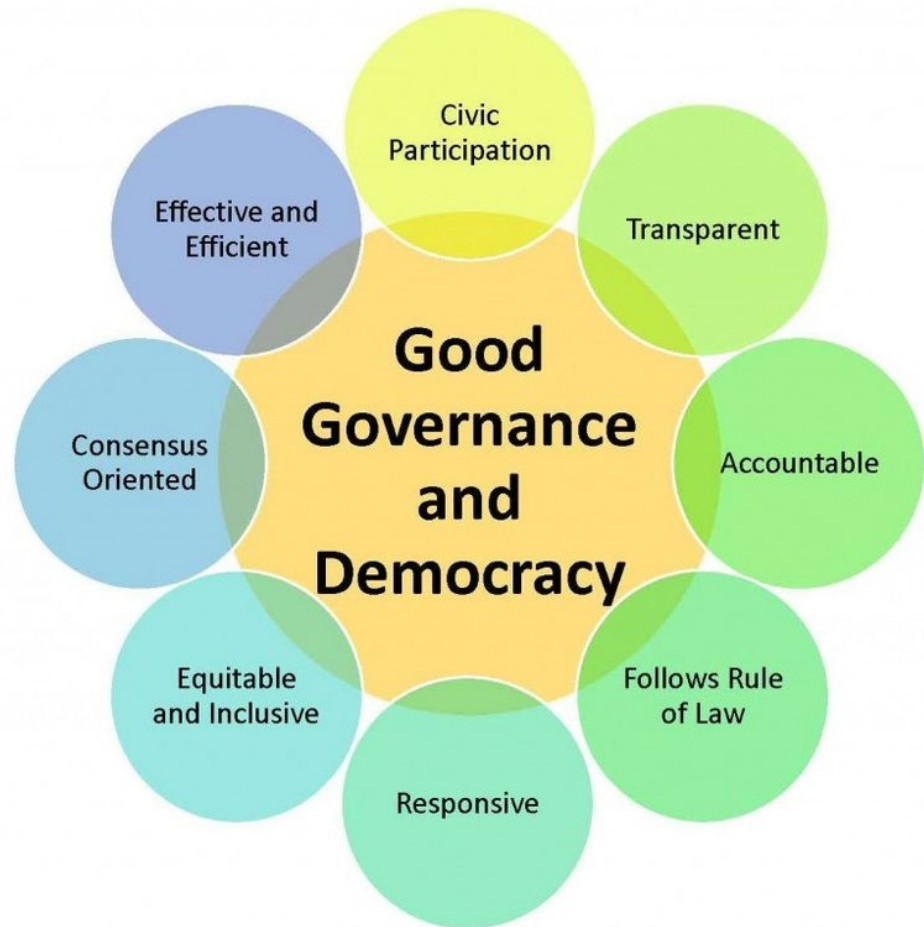 Civic
Participation
Transparent
Accountable
Follows Rule
of Law
Responsive
Equitable
and Inclusive
Consensus
Oriented
Effective and
Efficient
Good
Governance
and
Democracy